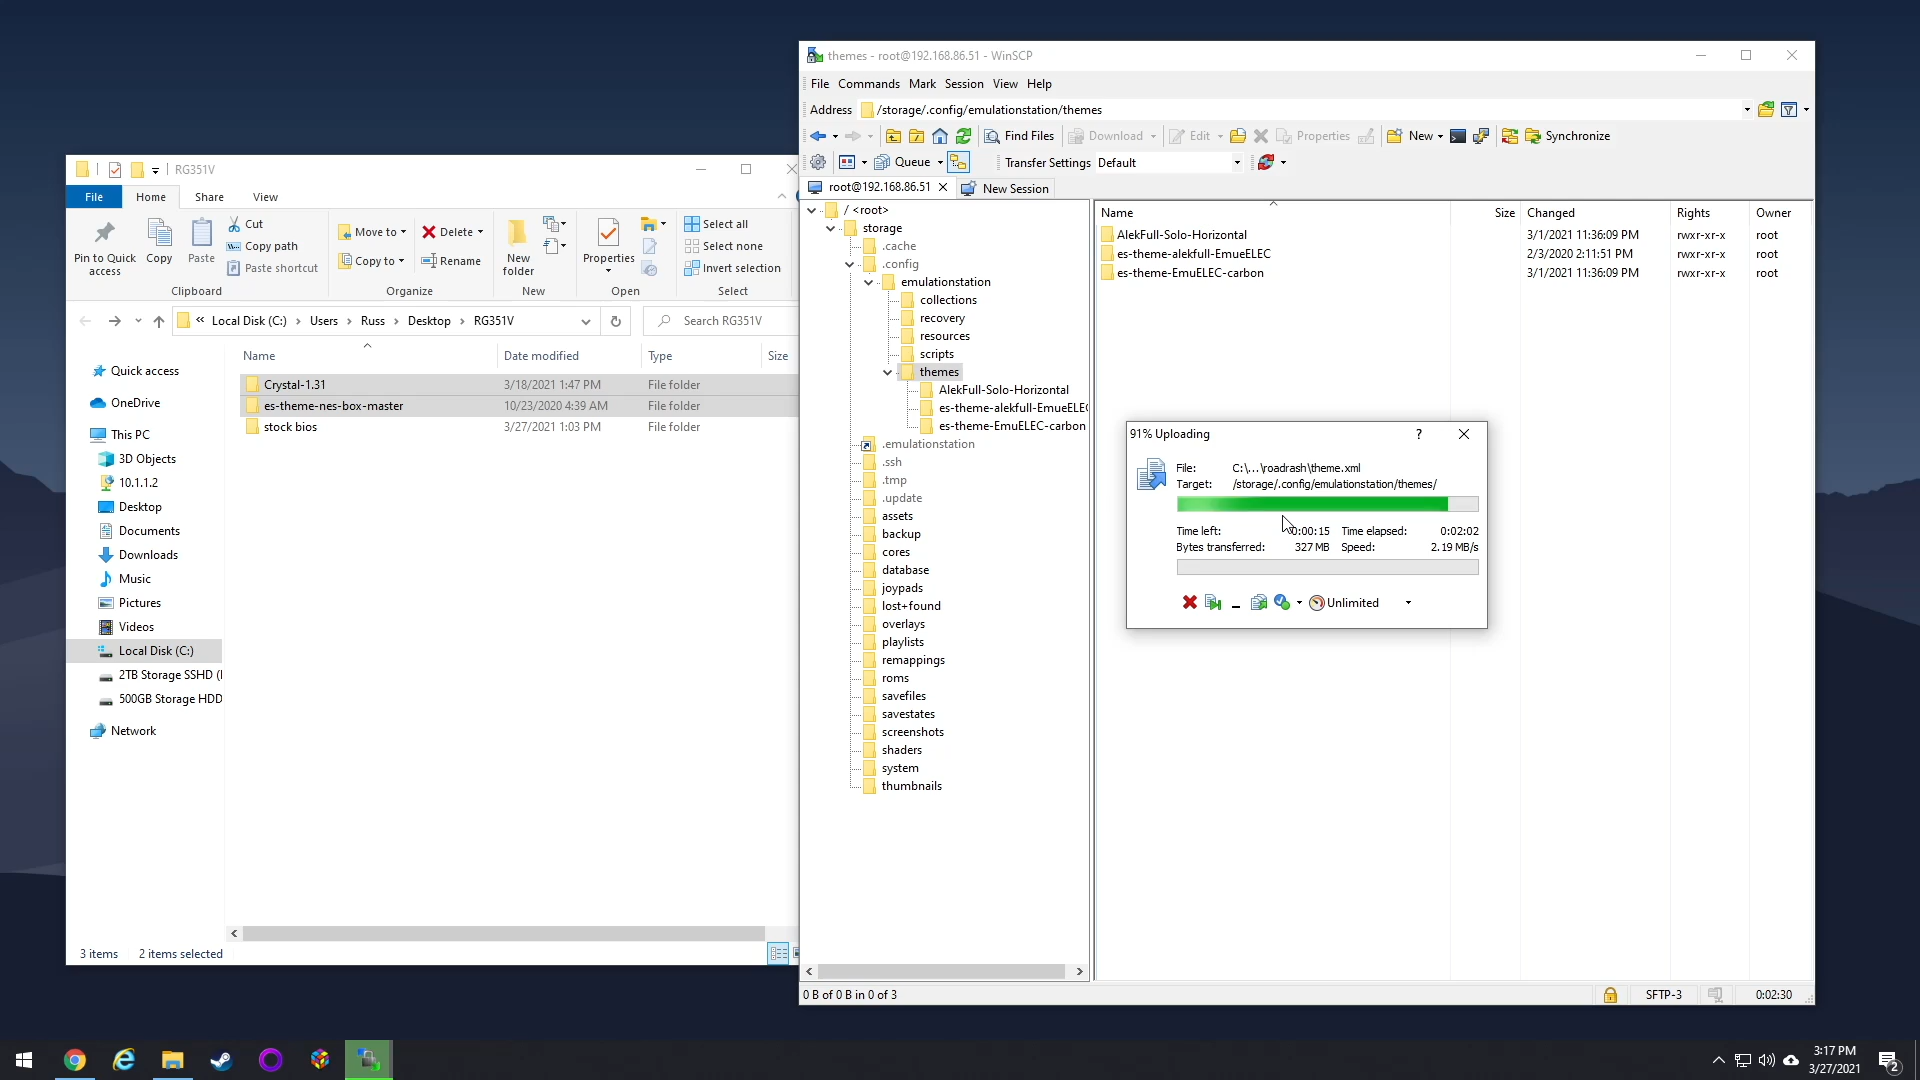 RG351V
File
Home
Share
View
Pin to Quick access
Copy
Paste
Cut
Copy path
Paste shortcut
Clipboard
Move to
Copy to
Delete
Rename
Organize
New folder
New
Properties
Open
Select all
Select none
Invert selection
Select
« Local Disk (C:) › Users › Russ › Desktop › RG351V
Search RG351V
Name
Date modified
Type
Size
Crystal-1.31 3/18/2021 1:47 PM File folder
es-theme-nes-box-master 10/23/2020 4:39 AM File folder
stock bios 3/27/2021 1:03 PM File folder
Quick access
OneDrive
This PC
3D Objects
10.1.1.2
Desktop
Documents
Downloads
Music
Pictures
Videos
Local Disk (C:)
2TB Storage SSHD (
500GB Storage HDD
Network
3 items
2 items selected
themes - root@192.168.86.51 - WinSCP
File Commands Mark Session View Help
Address /storage/.config/emulationstation/themes
Find Files
Download
Edit
Properties
New
Synchronize
Queue
Transfer Settings Default
root@192.168.86.51
New Session
/ <root>
storage
.cache
.config
emulationstation
collections
recovery
resources
scripts
themes
AlekFull-Solo-Horizontal
es-theme-alekfull-EmueELEC
es-theme-EmuELEC-carbon
.emulationstation
.ssh
.tmp
.update
assets
backup
cores
database
joypads
lost+found
overlays
playlists
remappings
roms
savefiles
savestates
screenshots
shaders
system
thumbnails
Name Size Changed Rights Owner
AlekFull-Solo-Horizontal 3/1/2021 11:36:09 PM rwxr-xr-x root
es-theme-alekfull-EmueELEC 2/3/2020 2:11:51 PM rwxr-xr-x root
es-theme-EmuELEC-carbon 3/1/2021 11:36:09 PM rwxr-xr-x root
91% Uploading
?
File: C:\...\roadrash\theme.xml
Target: /storage/.config/emulationstation/themes/
Time left: 0:00:15 Time elapsed: 0:02:02
Bytes transferred: 327 MB Speed: 2.19 MB/s
Unlimited
0 B of 0 B in 0 of 3
SFTP-3
0:02:30
3:17 PM
3/27/2021
2